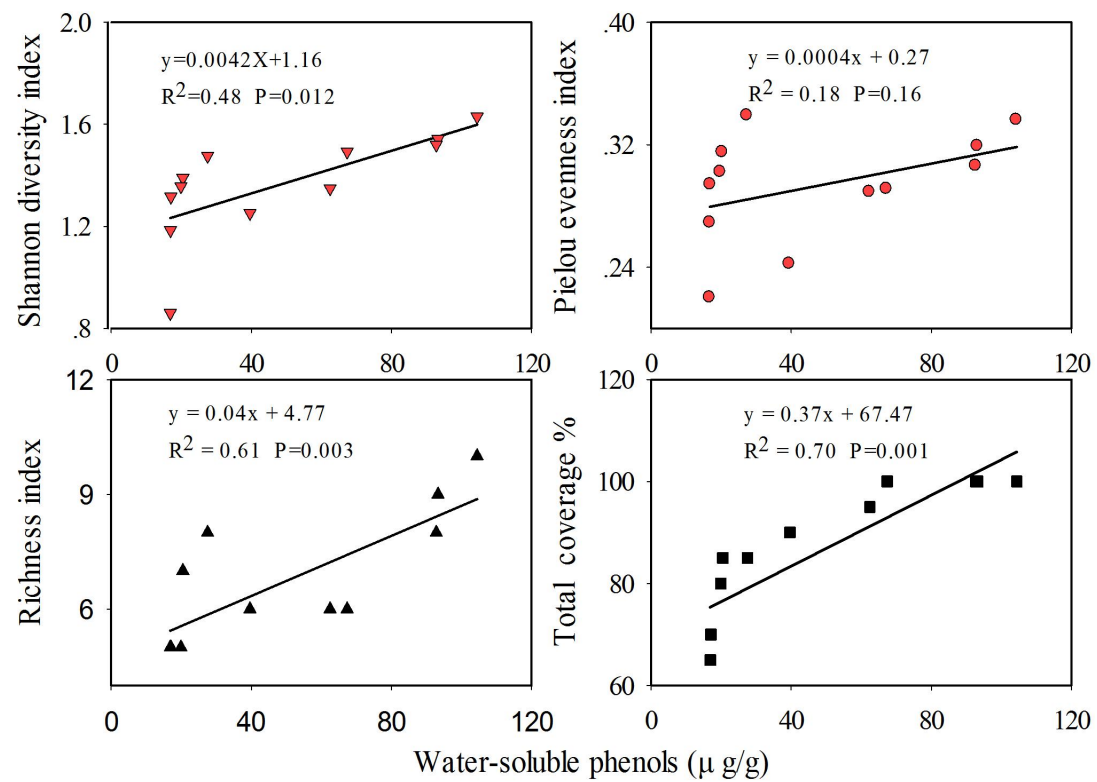 2.0
1.6
1.2
.8
Shannon diversity index
y=0.0042X+1.16
R2=0.48 P=0.012
0 40 80 120
.40
.32
.24
Pielou evenness index
y = 0.0004x + 0.27
R2 = 0.18 P=0.16
0 40 80 120
12
9
6
Richness index
y = 0.04x + 4.77
R2 = 0.61 P=0.003
0 40 80 120
120
100
80
60
Total coverage %
y = 0.37x + 67.47
R2 = 0.70 P=0.001
0 40 80 120
Water-soluble phenols (μ g/g)